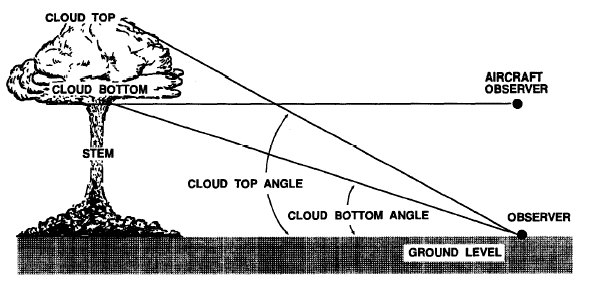 CLOUD TOP
CLOUD BOTTOM
AIRCRAFT
OBSERVER
STEM
CLOUD TOP ANGLE
CLOUD BOTTOM ANGLE
OBSERVER
GROUND LEVEL